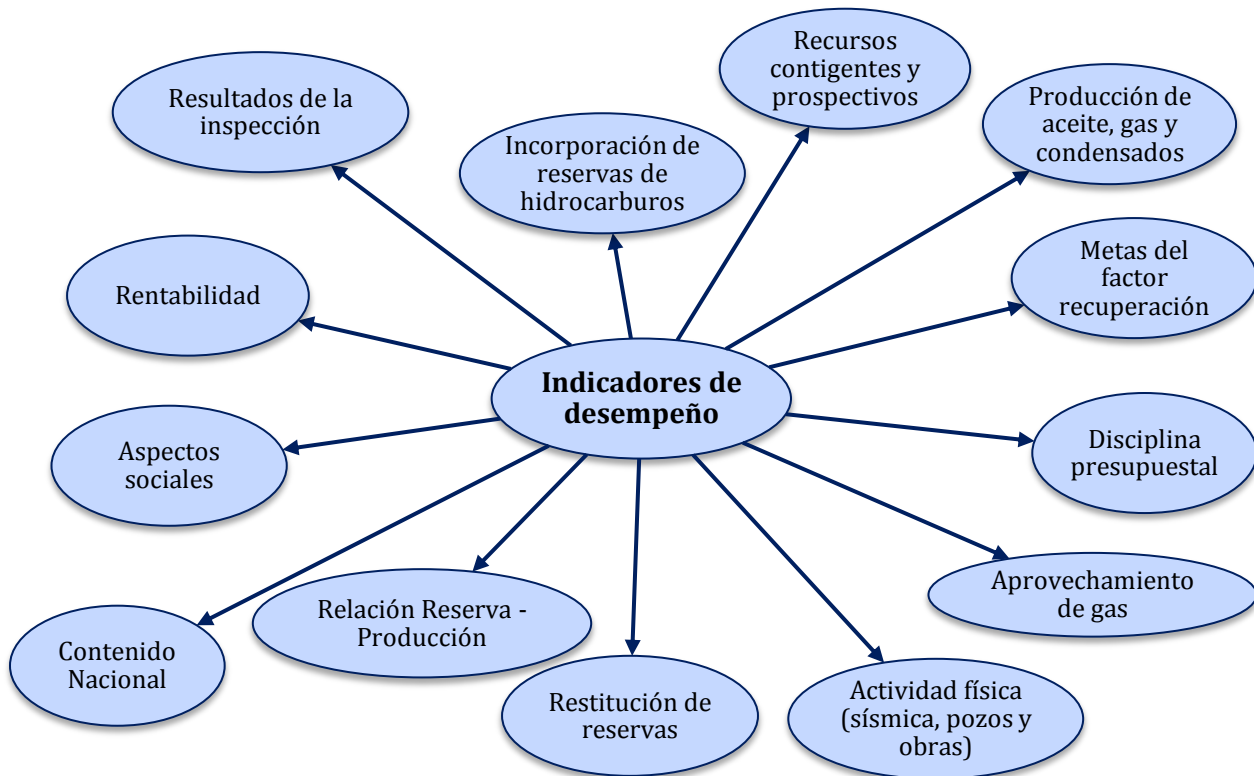 Recursos
contigentes y
prospectivos
Resultados de la
inspección
Producción de
aceite, gas y
condensados
Incorporación de
reservas de
hidrocarburos
Metas del
factor
recuperación
Rentabilidad
Indicadores de
desempeño
Aspectos
sociales
Disciplina
presupuestal
Aprovechamiento
de gas
Relación Reserva -
Producción
Contenido
Nacional
Restitución de
reservas
Actividad física
(sísmica, pozos y
obras)